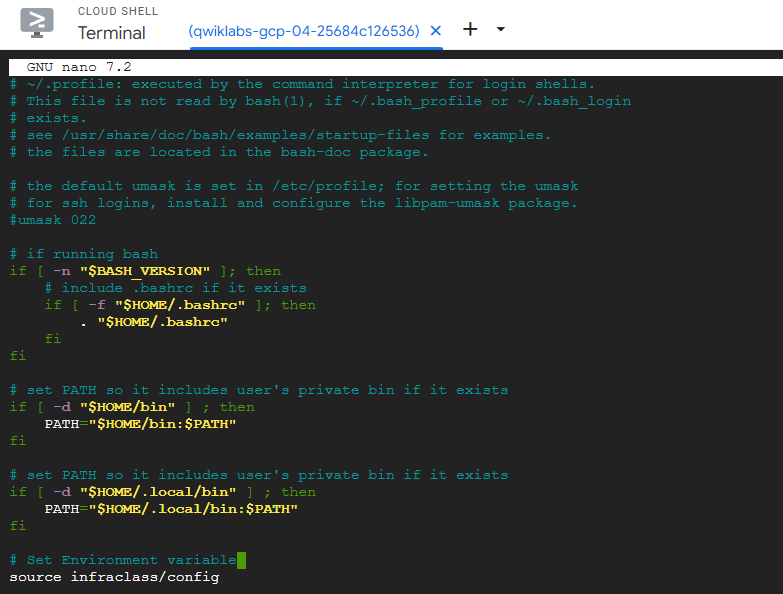 CLOUD SHELL
Terminal
(qwiklabs-gcp-04-25684c126536)
GNU nano 7.2
# ~/.profile: executed by the command interpreter for login shells.
# This file is not read by bash(1), if ~/.bash_profile or ~/.bash_login
# exists.
# see /usr/share/doc/bash/examples/startup-files for examples.
# the files are located in the bash-doc package.

# the default umask is set in /etc/profile; for setting the umask
# for ssh logins, install and configure the libpam-umask package.
#umask 022

# if running bash
if [ -n "$BASH_VERSION" ]; then
    # include .bashrc if it exists
    if [ -f "$HOME/.bashrc" ]; then
        . "$HOME/.bashrc"
    fi
fi

# set PATH so it includes user's private bin if it exists
if [ -d "$HOME/bin" ] ; then
    PATH="$HOME/bin:$PATH"
fi

# set PATH so it includes user's private bin if it exists
if [ -d "$HOME/.local/bin" ] ; then
    PATH="$HOME/.local/bin:$PATH"
fi

# Set Environment variable
source infraclass/config